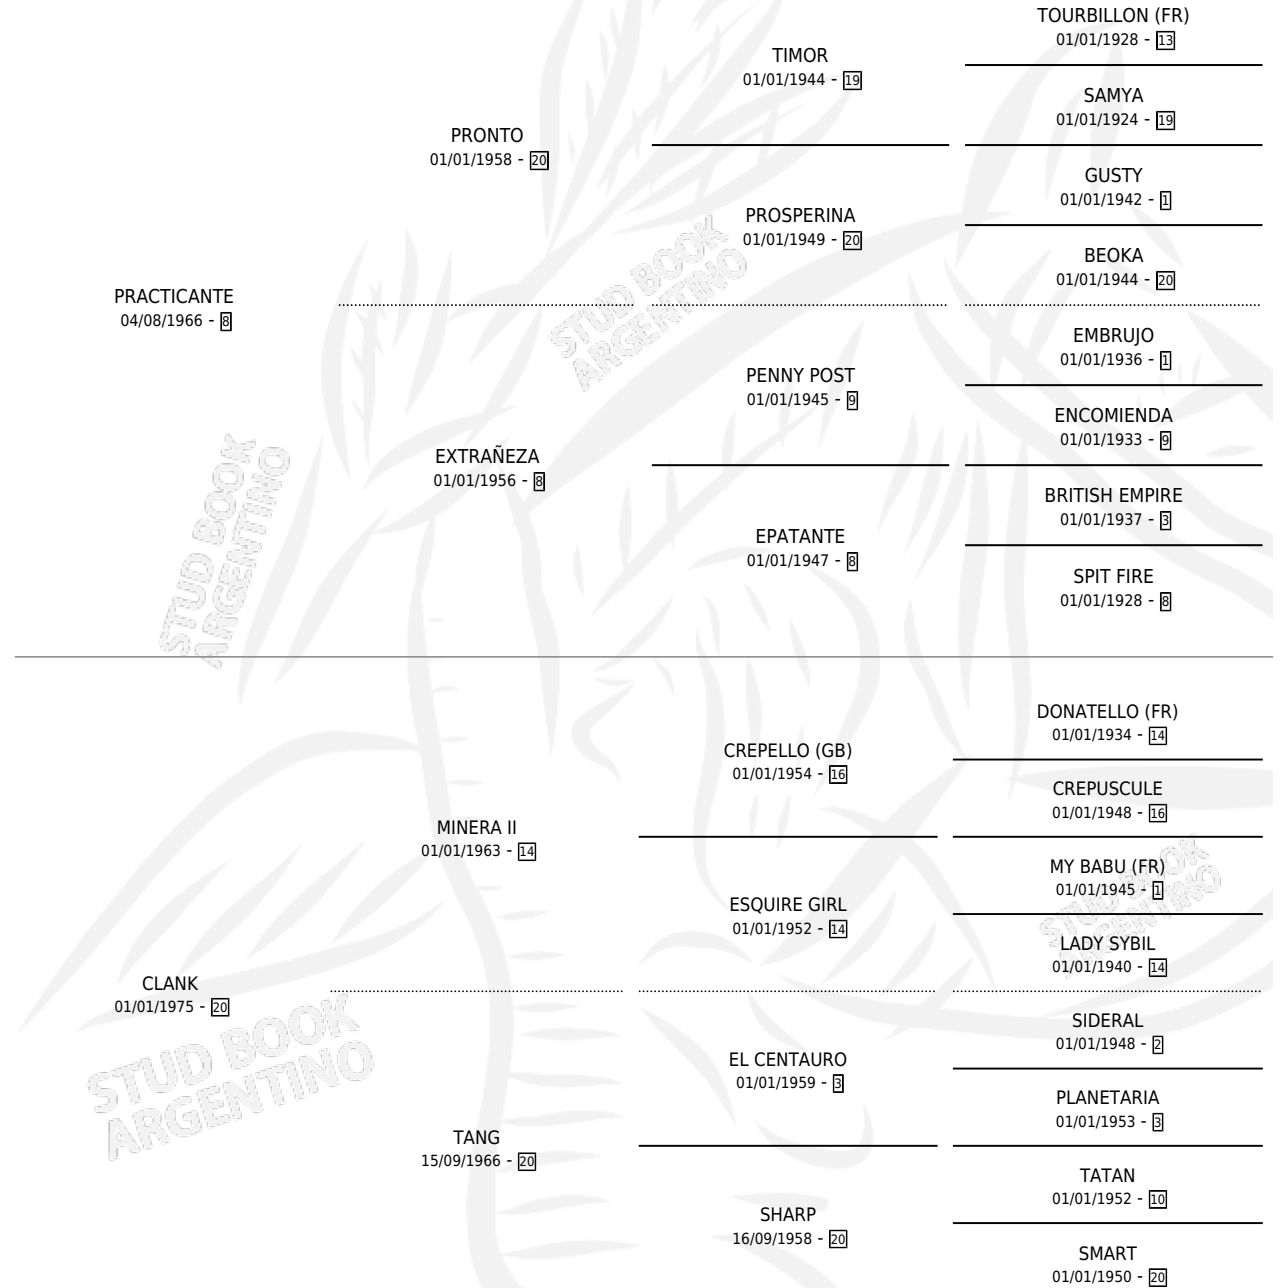 TOURBILLON (FR)
01/01/1928 - 13
TIMOR
01/01/1944 - 19
SAMYA
01/01/1924 - 19
PRONTO
01/01/1958 - 20
GUSTY
01/01/1942 - 1
PROSPERINA
01/01/1949 - 20
BEOKA
01/01/1944 - 20
PRACTICANTE
04/08/1966 - 8
EMBRUJO
01/01/1936 - 1
PENNY POST
01/01/1945 - 9
ENCOMIENDA
01/01/1933 - 9
EXTRAÑEZA
01/01/1956 - 8
BRITISH EMPIRE
01/01/1937 - 3
EPATANTE
01/01/1947 - 8
SPIT FIRE
01/01/1928 - 8
DONATELLO (FR)
01/01/1934 - 14
CREPELLO (GB)
01/01/1954 - 16
CREPUSCULE
01/01/1948 - 16
MINERA II
01/01/1963 - 14
MY BABU (FR)
01/01/1945 - 1
ESQUIRE GIRL
01/01/1952 - 14
LADY SYBIL
01/01/1940 - 14
CLANK
01/01/1975 - 20
SIDERAL
01/01/1948 - 2
EL CENTAURO
01/01/1959 - 3
PLANETARIA
01/01/1953 - 3
TANG
15/09/1966 - 20
TATAN
01/01/1952 - 10
SHARP
16/09/1958 - 20
SMART
01/01/1950 - 20
STUD BOOK
ARGENTINO
STUD BOOK
ARGENTINO
STUD BOOK
ARGENTINO
STUD BOOK
ARGENTINO